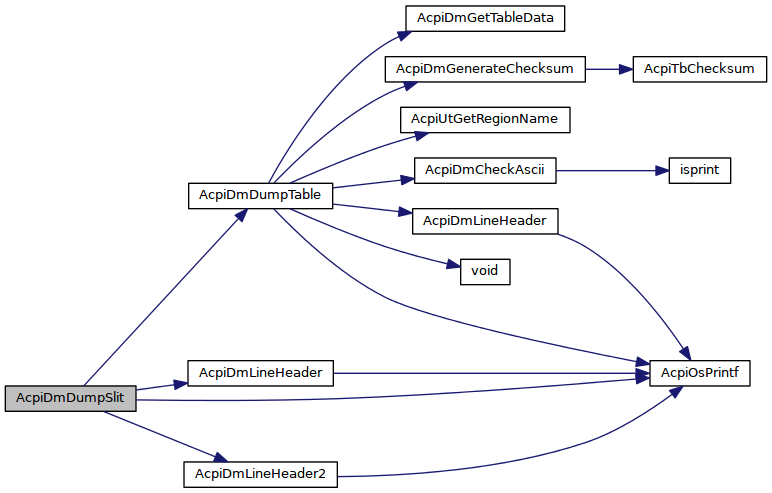 AcpiDmGetTableData
AcpiDmGenerateChecksum
AcpiTbChecksum
AcpiUtGetRegionName
AcpiDmCheckAscii
isprint
AcpiDmDumpTable
AcpiDmLineHeader
void
AcpiDmLineHeader
AcpiOsPrintf
AcpiDmDumpSlit
AcpiDmLineHeader2